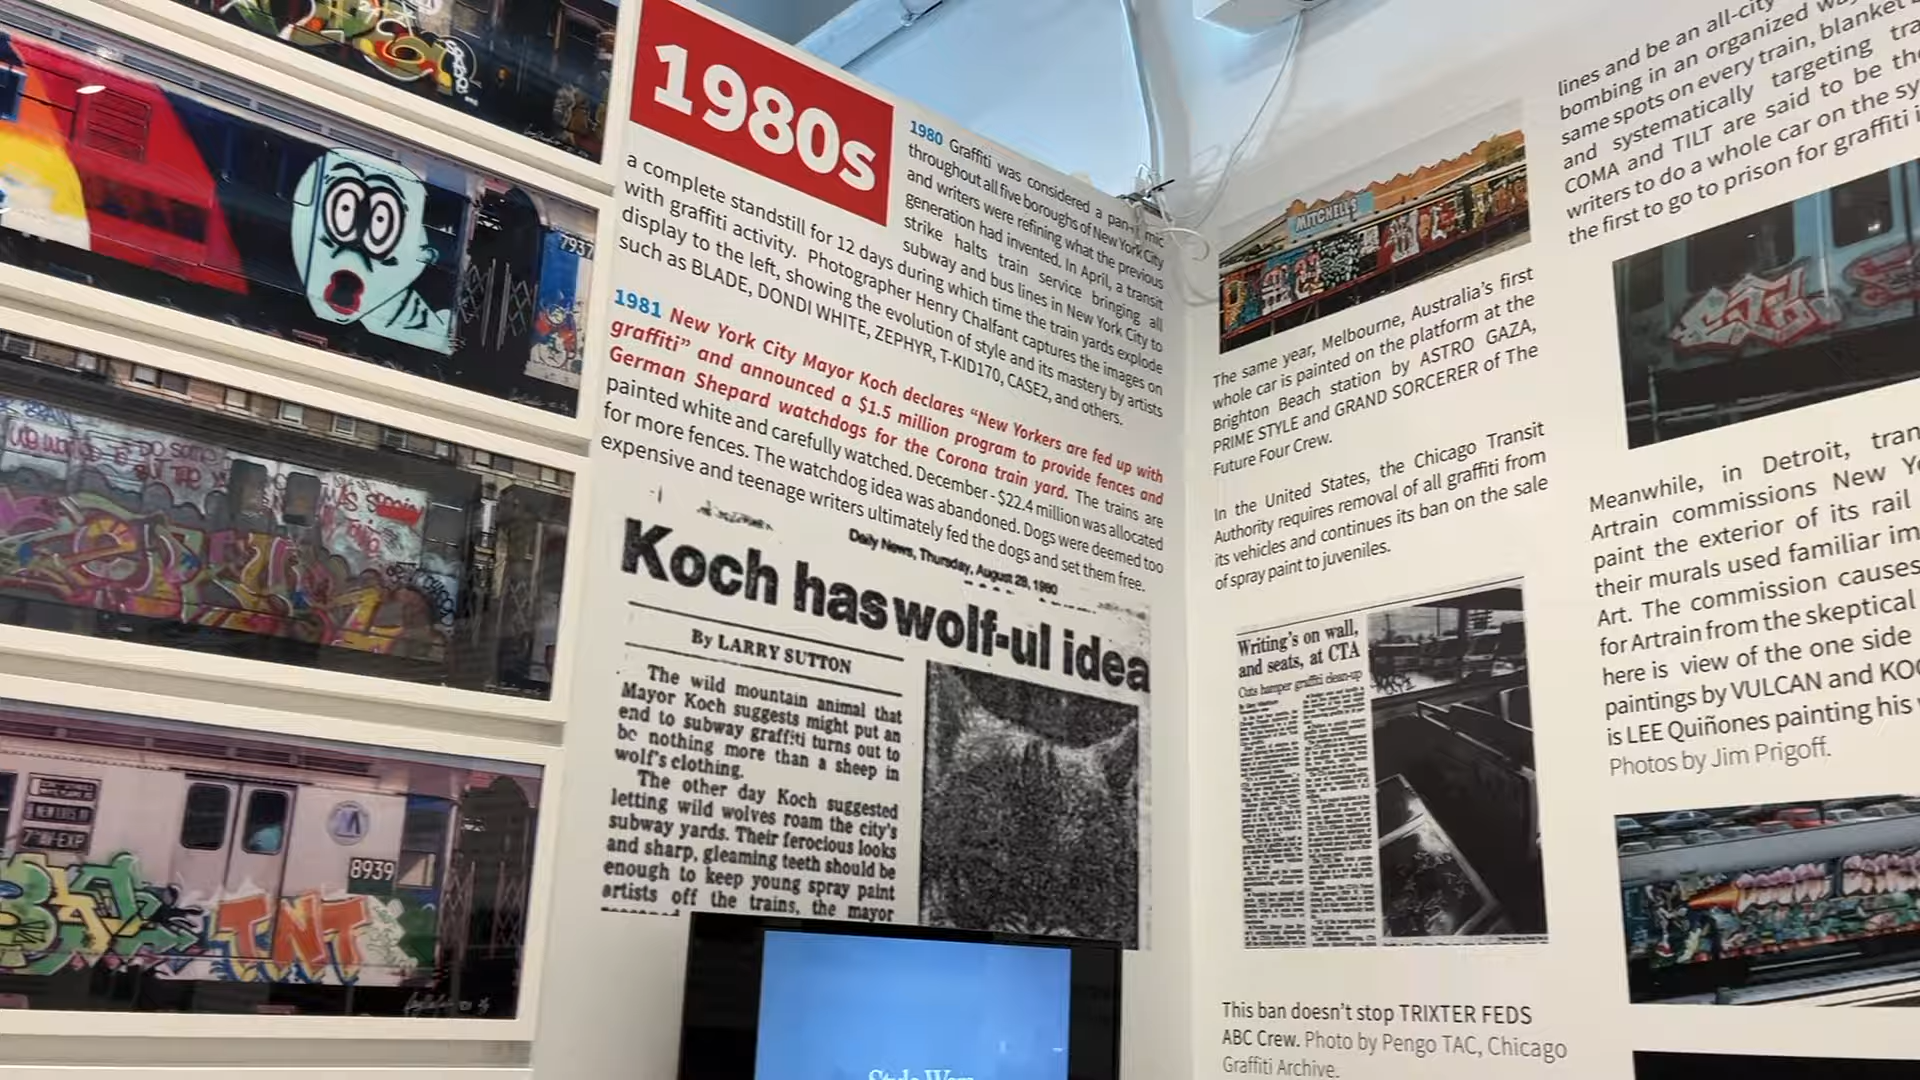 1980s
1980 Graffiti was considered a
throughout all five boroughs of New York City
and writers were refining what the previous
generation had invented. In April, a transit
strike halts train service bringing all
subway and bus lines in New York City to
a complete standstill for 12 days during which time the train yards explode
with graffiti activity. Photographer Henry Chalfant captures the images on
display to the left, showing the evolution of style and its mastery by artists
such as BLADE, DONDI WHITE, ZEPHYR, T-KID170, CASE2, and others.
1981 New York City Mayor Koch declares “New Yorkers are fed up with
graffiti” and announced a $1.5 million program to provide fences and
German Shepard watchdogs for the Corona train yard. The trains are
painted white and carefully watched. December - $22.4 million was allocated
for more fences. The watchdog idea was abandoned. Dogs were deemed too
expensive and teenage writers ultimately fed the dogs and set them free.
Daily News, Thursday, August 28, 1980
Koch has wolf-ul idea
By LARRY SUTTON
The wild mountain animal that
Mayor Koch suggests might put an
end to subway graffiti turns out to
be nothing more than a sheep in
wolf's clothing.
The other day Koch suggested
letting wild wolves roam the city's
subway yards. Their ferocious looks
and sharp, gleaming teeth should be
enough to keep young spray paint
artists off the trains, the mayor
MITCHELLS
The same year, Melbourne, Australia’s first
whole car is painted on the platform at the
Brighton Beach station by ASTRO GAZA,
PRIME STYLE and GRAND SORCERER of The
Future Four Crew.
In the United States, the Chicago Transit
Authority requires removal of all graffiti from
its vehicles and continues its ban on the sale
of spray paint to juveniles.
Writing's on wall,
and seats, at CTA
Cuts hamper graffiti clean-up
This ban doesn’t stop TRIXTER FEDS
ABC Crew. Photo by Pengo TAC, Chicago
Graffiti Archive.
lines and be an all-city
bombing in an organized
same spots on every train, blanket
and systematically targeting
COMA and TILT are said to be
writers to do a whole car on the
the first to go to prison for graffiti
Meanwhile, in Detroit,
Artrain commissions New
paint the exterior of its rail
their murals used familiar
Art. The commission causes
for Artrain from the skeptical
here is view of the one side
paintings by VULCAN and
is LEE Quiñones painting his
Photos by Jim Prigoff.
7937
8939
TNT